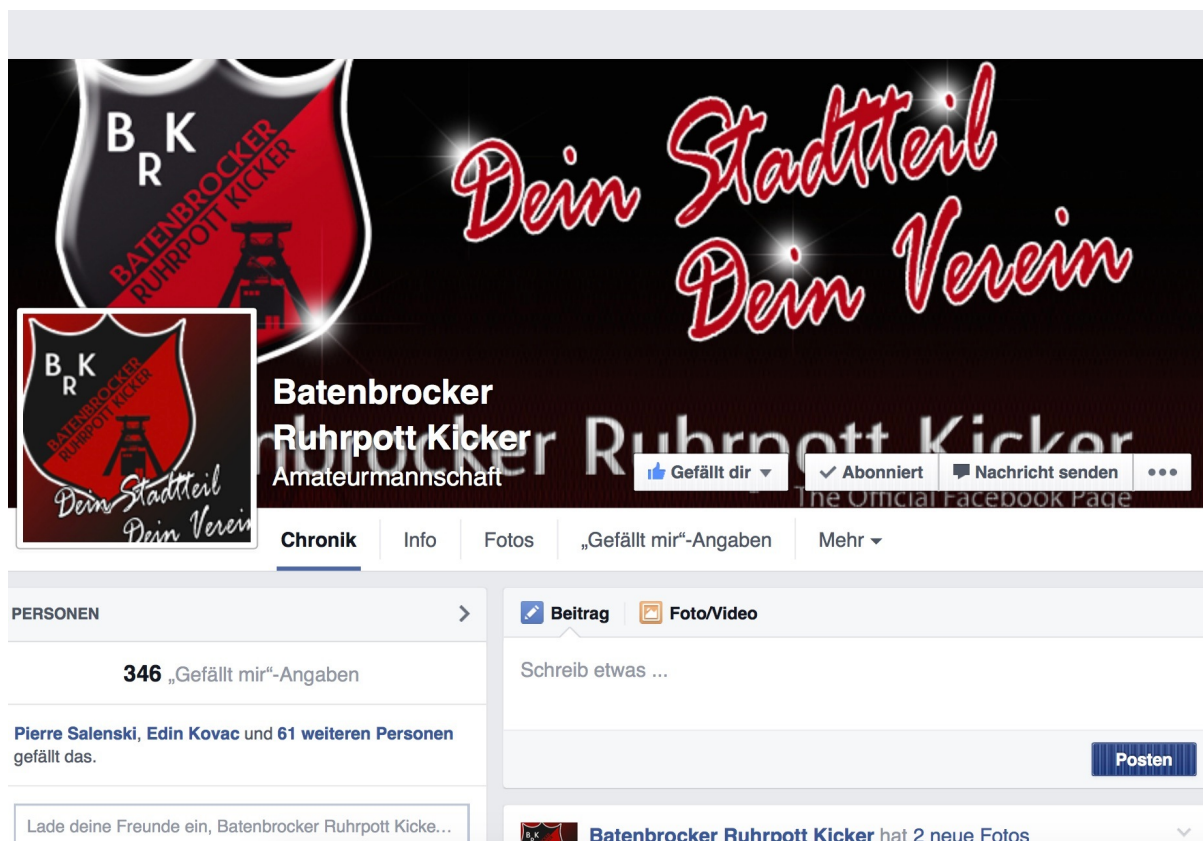 B K
R
BATENBROCKER
RUHRPOTT KICKER
Dein Stadtteil
Dein Verein
B K
R
BATENBROCKER
RUHRPOTT KICKER
Dein Stadtteil
Dein Verein
Batenbrocker
Ruhrpott Kicker
nbrocker Ruhrpott Kicker
Amateurmannschaft
Gefällt dir
Abonniert
Nachricht senden
The Official Facebook Page
Chronik
Info
Fotos
„Gefällt mir“-Angaben
Mehr
PERSONEN
346 „Gefällt mir“-Angaben
Pierre Salenski, Edin Kovac und 61 weiteren Personen
gefällt das.
Lade deine Freunde ein, Batenbrocker Ruhrpott Kicke...
Beitrag
Foto/Video
Schreib etwas ...
Posten
B K
R
Batenbrocker Ruhrpott Kicker hat 2 neue Fotos